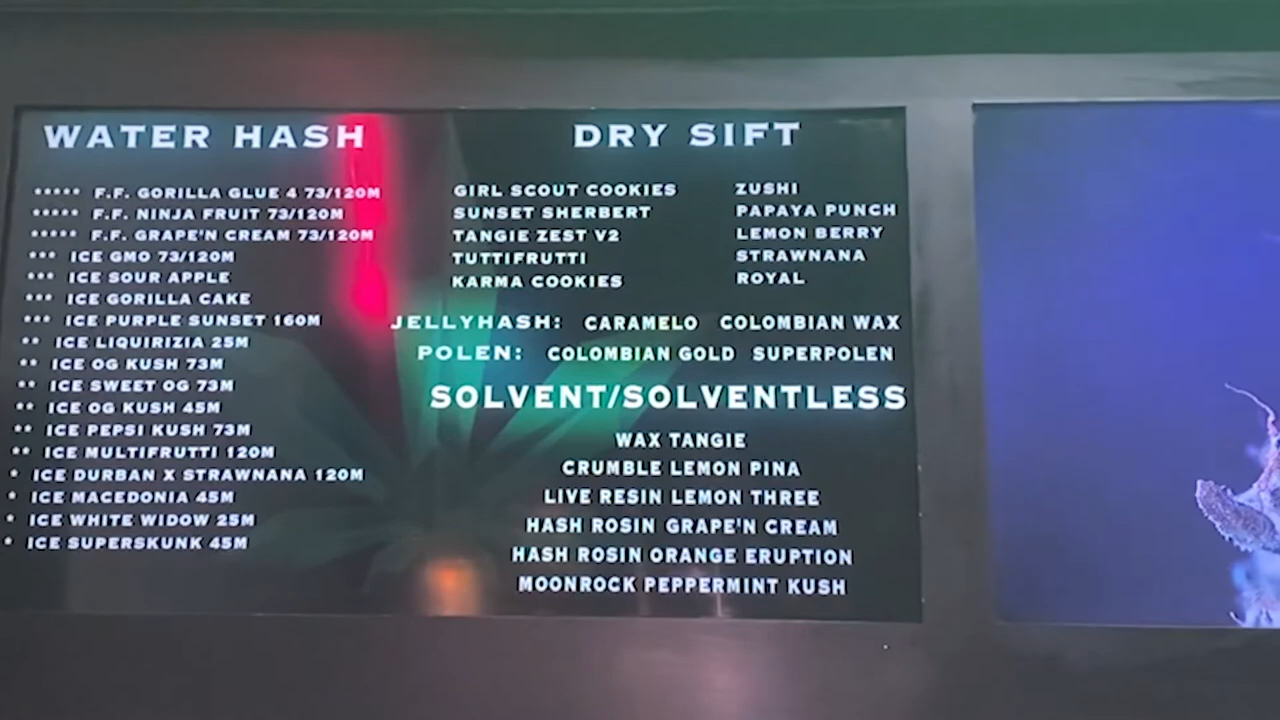 WATER HASH
***** F.F. GORILLA GLUE 4 73/120M
***** F.F. NINJA FRUIT 73/120M
***** F.F. GRAPE'N CREAM 73/120M
*** ICE GMO 73/120M
*** ICE SOUR APPLE
*** ICE GORILLA CAKE
*** ICE PURPLE SUNSET 160M
** ICE LIQUIRIZIA 25M
** ICE OG KUSH 73M
** ICE SWEET OG 73M
** ICE OG KUSH 45M
** ICE PEPSI KUSH 73M
** ICE MULTIFRUTTI 120M
* ICE DURBAN X STRAWNANA 120M
* ICE MACEDONIA 45M
* ICE WHITE WIDOW 25M
* ICE SUPERSKUNK 45M
DRY SIFT
GIRL SCOUT COOKIES
SUNSET SHERBERT
TANGIE ZEST V2
TUTTIFRUTTI
KARMA COOKIES
ZUSHI
PAPAYA PUNCH
LEMON BERRY
STRAWNANA
ROYAL
JELLYHASH: CARAMELO COLOMBIAN WAX
POLEN: COLOMBIAN GOLD SUPERPOLEN
SOLVENT/SOLVENTLESS
WAX TANGIE
CRUMBLE LEMON PINA
LIVE RESIN LEMON THREE
HASH ROSIN GRAPE'N CREAM
HASH ROSIN ORANGE ERUPTION
MOONROCK PEPPERMINT KUSH